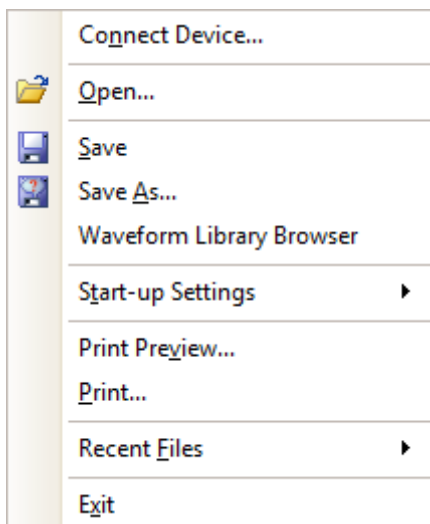 Connect Device...
Open...
Save
Save As...
Waveform Library Browser
Start-up Settings
Print Preview...
Print...
Recent Files
Exit